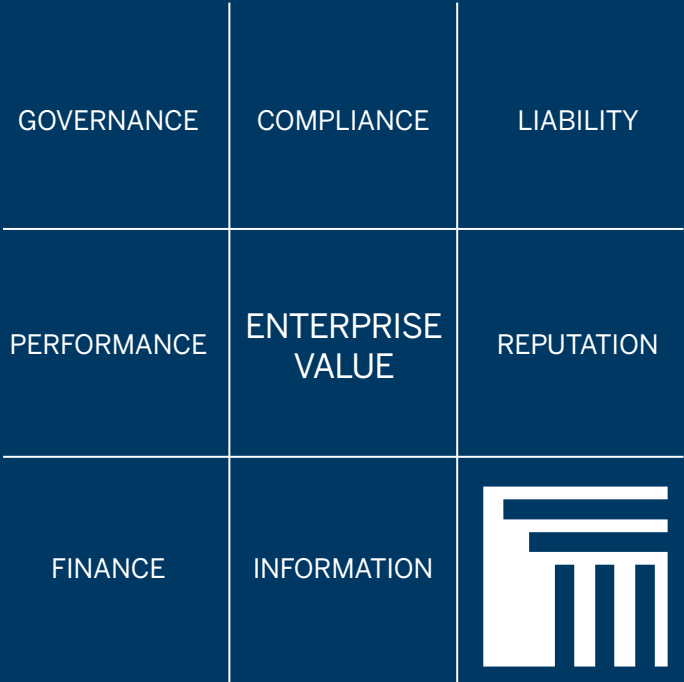 GOVERNANCE
COMPLIANCE
LIABILITY
PERFORMANCE
ENTERPRISE
VALUE
REPUTATION
FINANCE
INFORMATION